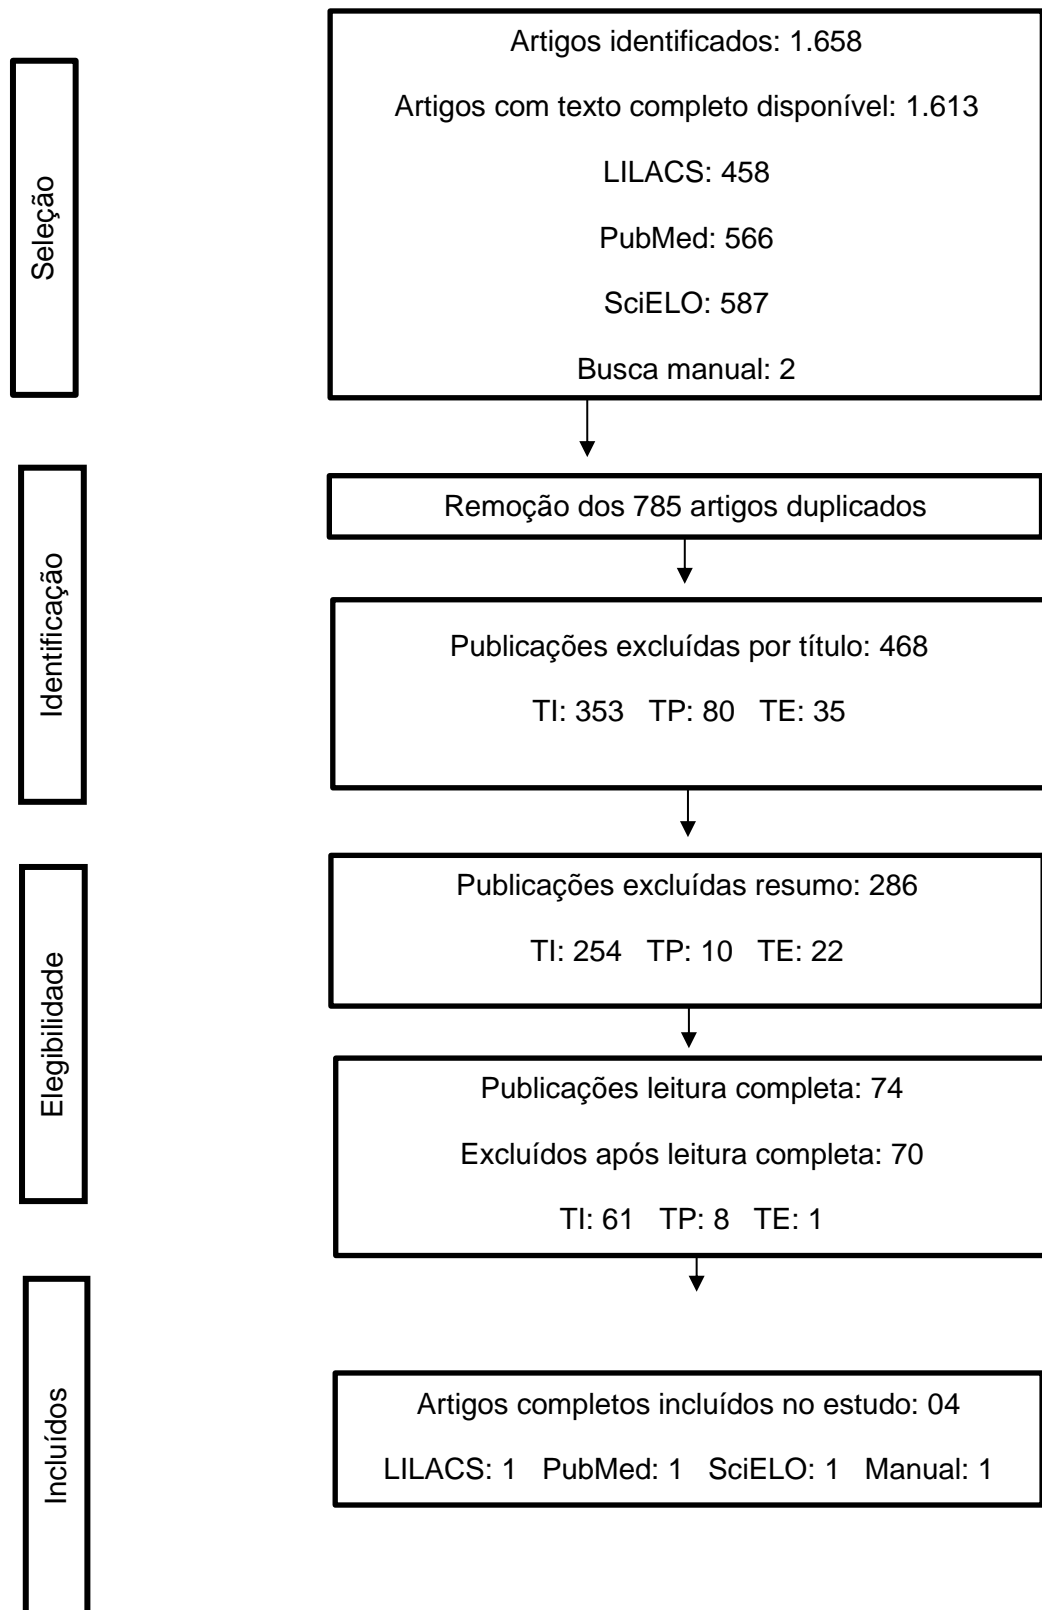 Seleção
Artigos identificados: 1.658
Artigos com texto completo disponível: 1.613
LILACS: 458
PubMed: 566
SciELO: 587
Busca manual: 2
Identificação
Remoção dos 785 artigos duplicados
Publicações excluídas por título: 468
TI: 353 TP: 80 TE: 35
Elegibilidade
Publicações excluídas resumo: 286
TI: 254 TP: 10 TE: 22
Publicações leitura completa: 74
Excluídos após leitura completa: 70
TI: 61 TP: 8 TE: 1
Incluídos
Artigos completos incluídos no estudo: 04
LILACS: 1 PubMed: 1 SciELO: 1 Manual: 1